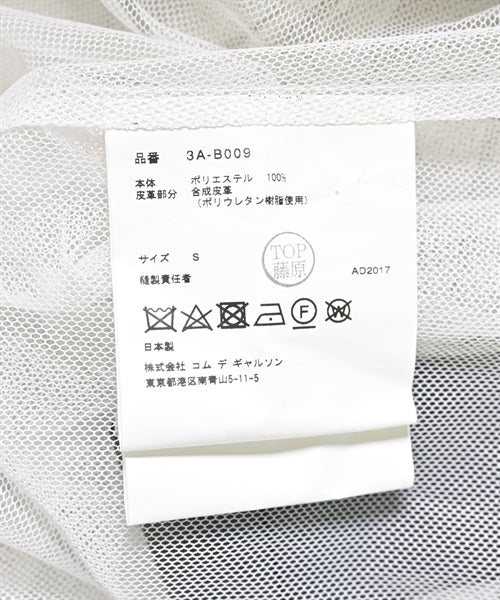 品番 3A-B009
本体 ポリエステル 100%
皮革部分 合成皮革
（ポリウレタン樹脂使用）
サイズ S
TOP
藤原
縫製責任者
AD2017
F
W
日本製
株式会社 コム デ ギャルソン
東京都港区南青山5-11-5